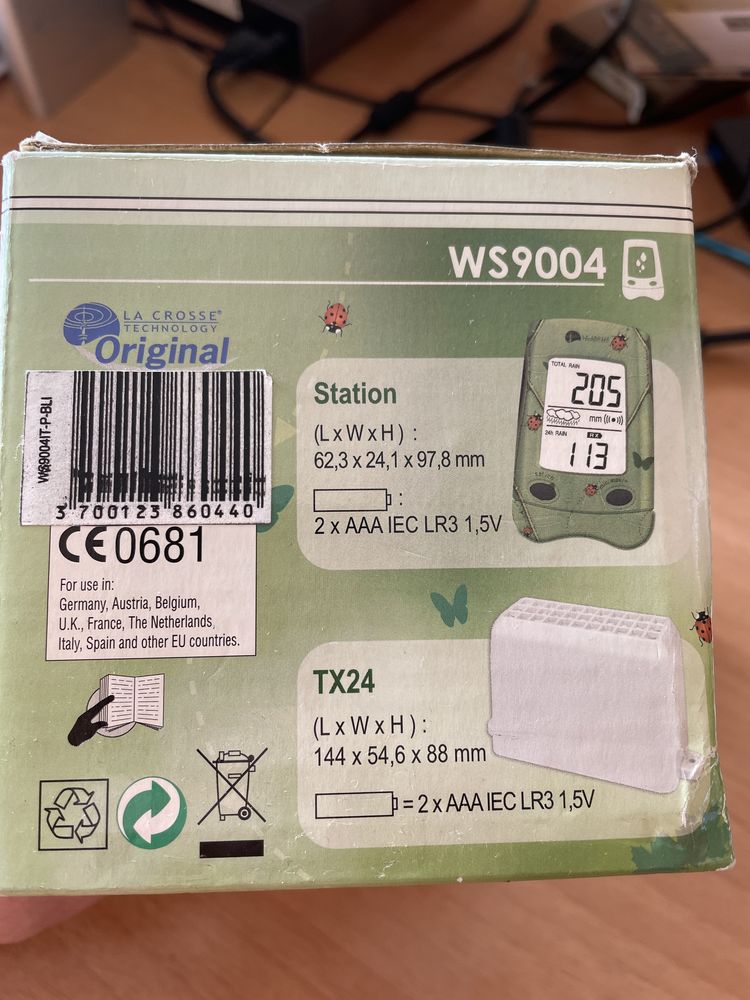 WS9004
LA CROSSE®
TECHNOLOGY
Original
WS9004IT-P-BLI
3 700123 860440
CE 0681
For use in:
Germany, Austria, Belgium,
U.K., France, The Netherlands,
Italy, Spain and other EU countries.
Station
(L x W x H) :
62,3 x 24,1 x 97,8 mm
:
2 x AAA IEC LR3 1,5V
TOTAL RAIN
205
mm
24h RAIN
RX
113
TX24
(L x W x H) :
144 x 54,6 x 88 mm
= 2 x AAA IEC LR3 1,5V